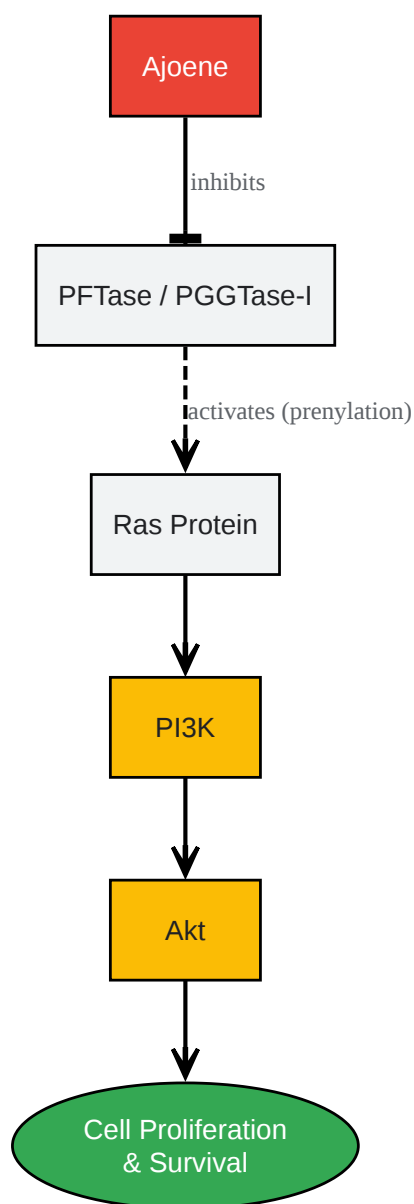 Ajoene
inhibits
PFTase / PGGTase-I
activates (prenylation)
Ras Protein
PI3K
Akt
Cell Proliferation
& Survival